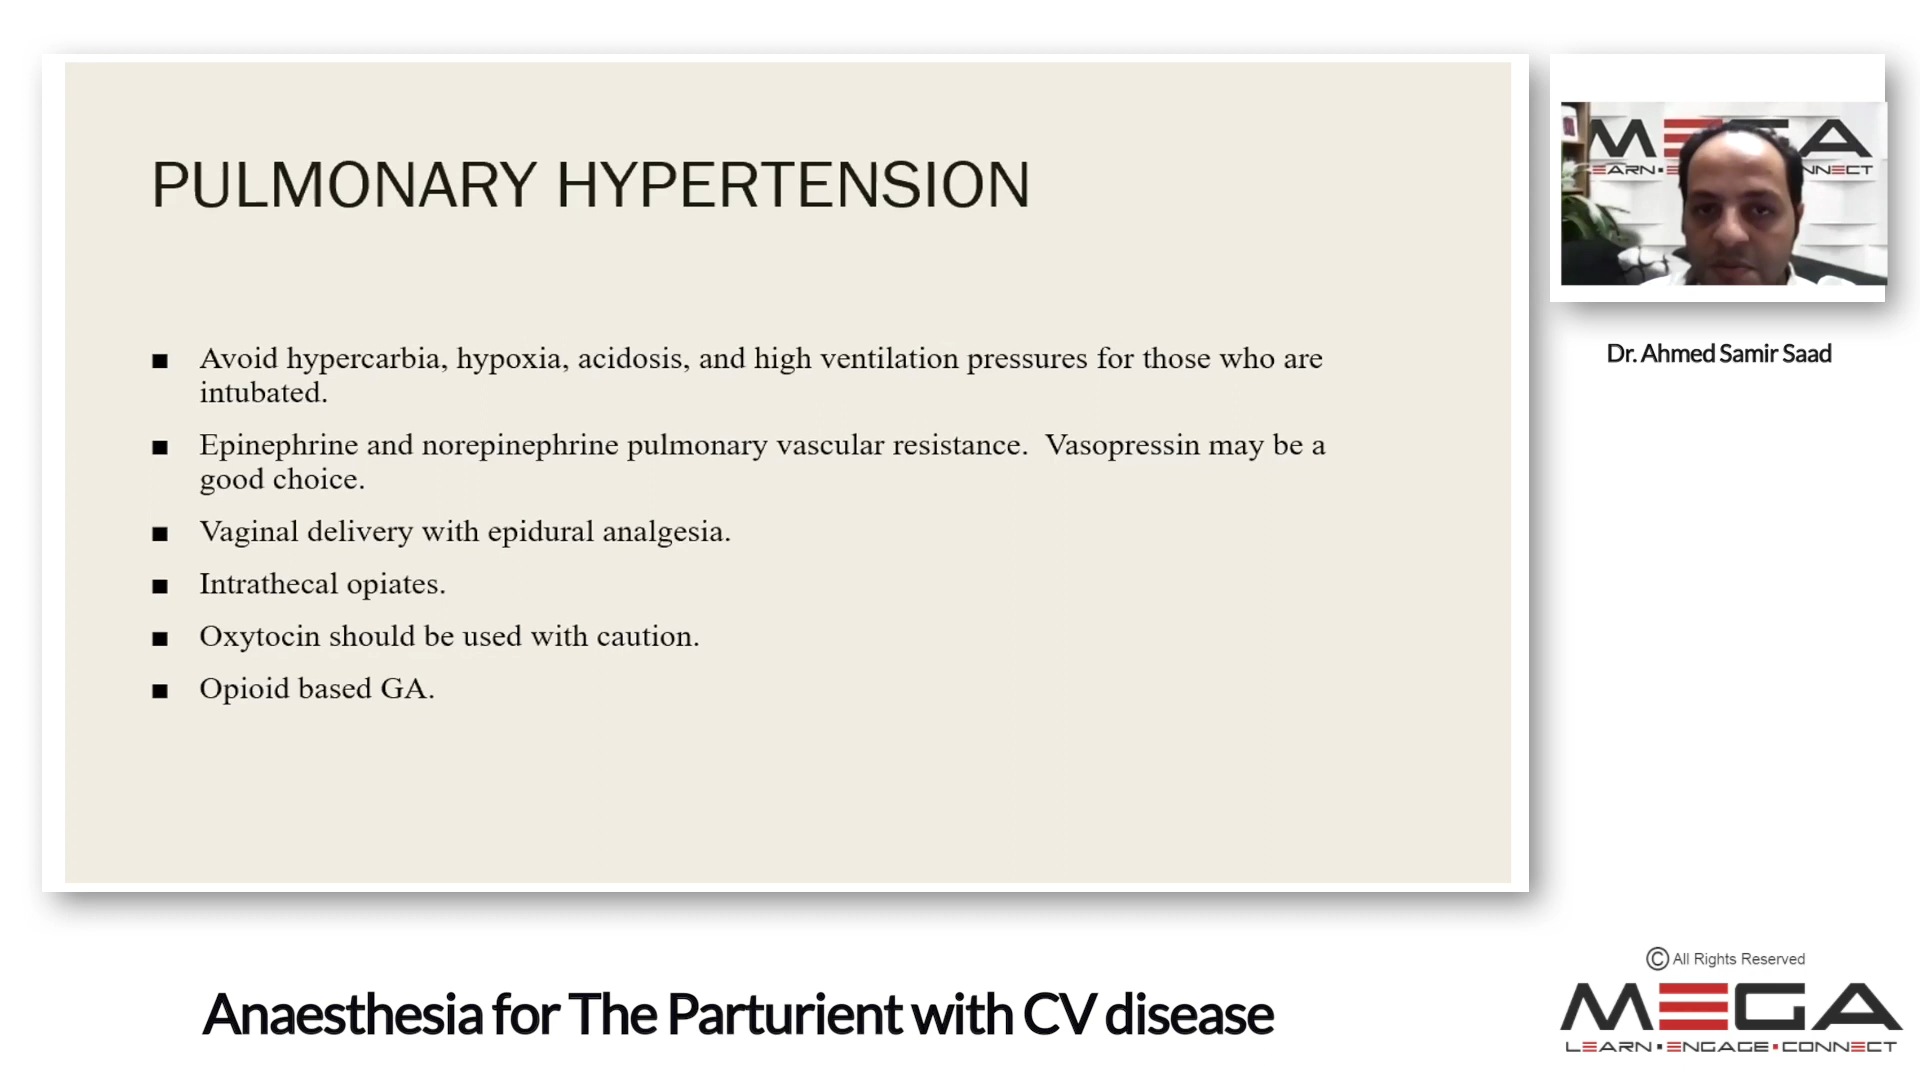 PULMONARY HYPERTENSION
■ Avoid hypercarbia, hypoxia, acidosis, and high ventilation pressures for those who are
intubated.
■ Epinephrine and norepinephrine pulmonary vascular resistance.  Vasopressin may be a
good choice.
■ Vaginal delivery with epidural analgesia.
■ Intrathecal opiates.
■ Oxytocin should be used with caution.
■ Opioid based GA.
MEGA
LEARN
NNECT
Dr. Ahmed Samir Saad
Anaesthesia for The Parturient with CV disease
© All Rights Reserved
MEGA
LEARN ▪ ENGAGE ▪ CONNECT